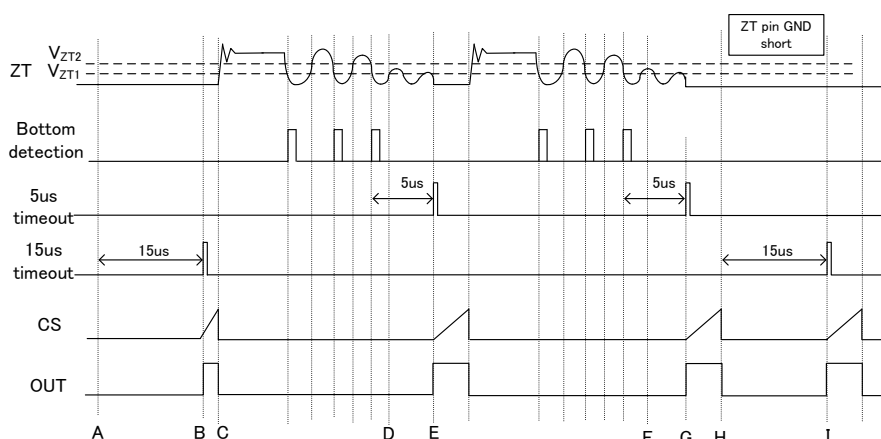 ZT pin GND
short
VZT2
ZT
VZT1
Bottom
detection
5us
timeout
5us
5us
15us
timeout
15us
15us
CS
OUT
A B C D E F G H I